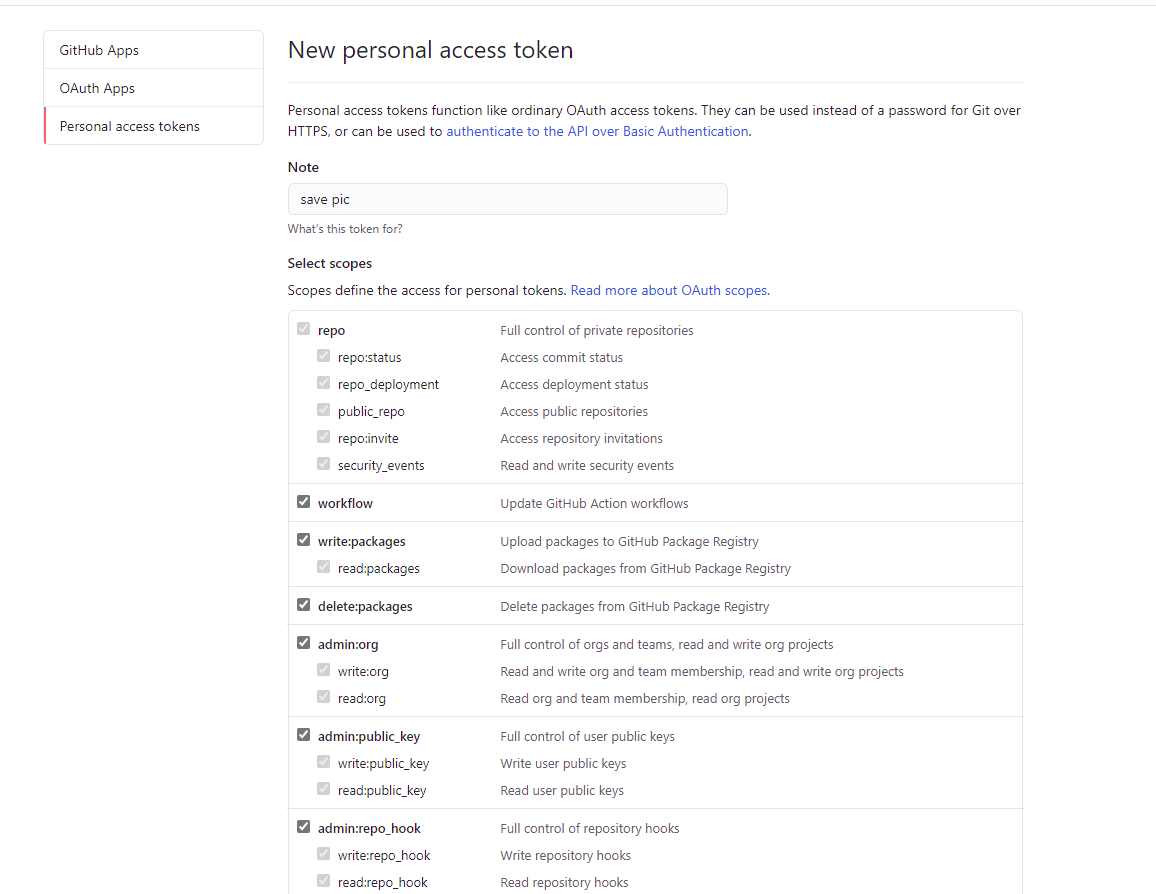 GitHub Apps
OAuth Apps
Personal access tokens
New personal access token
Personal access tokens function like ordinary OAuth access tokens. They can be used instead of a password for Git over
HTTPS, or can be used to authenticate to the API over Basic Authentication.
Note
save pic
What's this token for?
Select scopes
Scopes define the access for personal tokens. Read more about OAuth scopes.
repo Full control of private repositories
repo:status Access commit status
repo_deployment Access deployment status
public_repo Access public repositories
repo:invite Access repository invitations
security_events Read and write security events
workflow Update GitHub Action workflows
write:packages Upload packages to GitHub Package Registry
read:packages Download packages from GitHub Package Registry
delete:packages Delete packages from GitHub Package Registry
admin:org Full control of orgs and teams, read and write org projects
write:org Read and write org and team membership, read and write org projects
read:org Read org and team membership, read org projects
admin:public_key Full control of user public keys
write:public_key Write user public keys
read:public_key Read user public keys
admin:repo_hook Full control of repository hooks
write:repo_hook Write repository hooks
read:repo_hook Read repository hooks